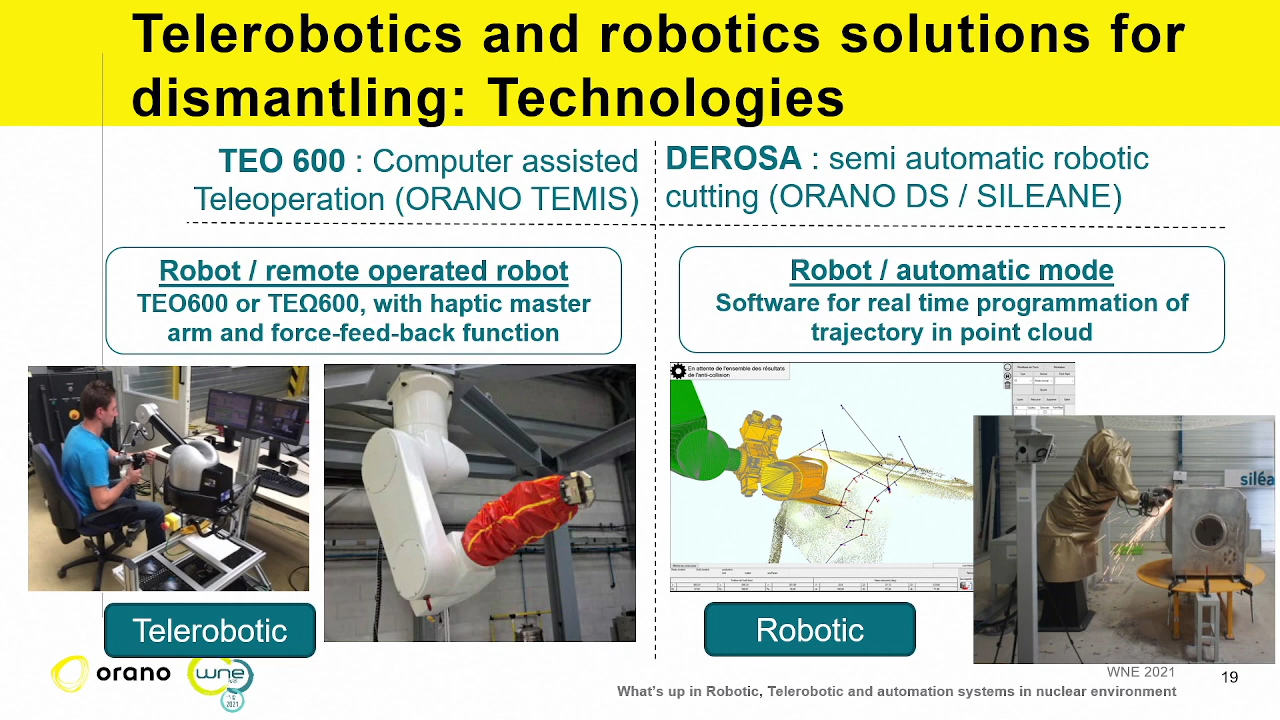 Telerobotics and robotics solutions for
dismantling: Technologies
TEO 600 : Computer assisted
Teleoperation (ORANO TEMIS)
DEROSA : semi automatic robotic
cutting (ORANO DS / SILEANE)
Robot / remote operated robot
TEO600 or TEΩ600, with haptic master
arm and force-feed-back function
Robot / automatic mode
Software for real time programmation of
trajectory in point cloud
En attente de l'ensemble des résultats
de l'anti-collision
siléa
Telerobotic
Robotic
orano
wne
2021
WNE 2021
19
What's up in Robotic, Telerobotic and automation systems in nuclear environment